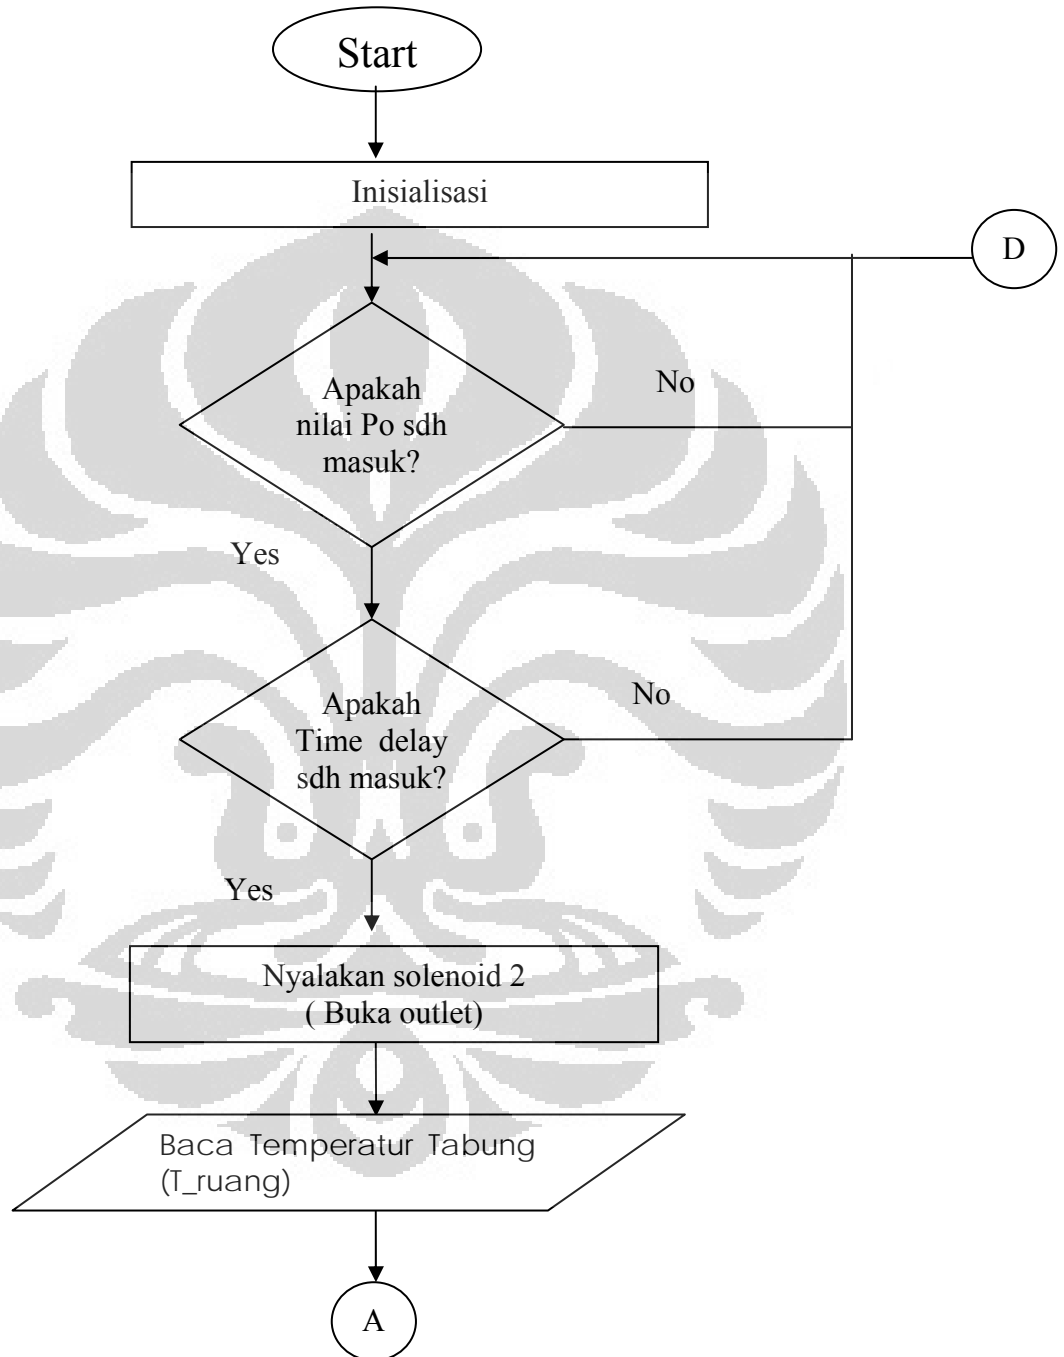 Start
Inisialisasi
D
Apakah
nilai Po sdh
masuk?
No
Yes
Apakah
Time delay
sdh masuk?
No
Yes
Nyalakan solenoid 2
( Buka outlet)
Baca Temperatur Tabung
(T_ruang)
A